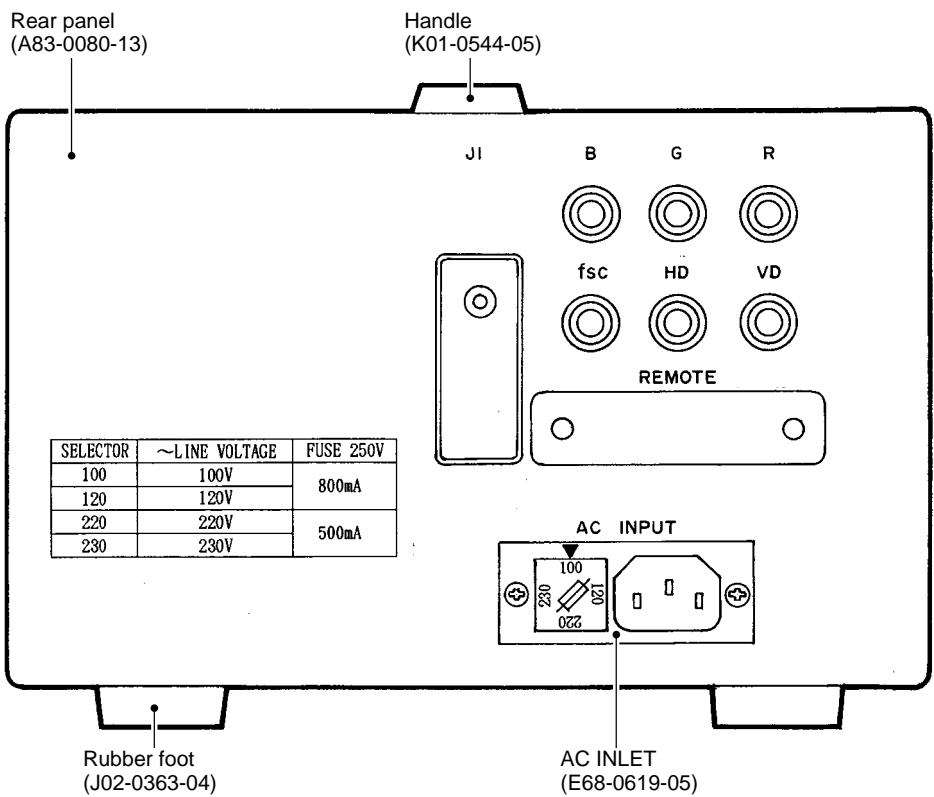 Rear panel
(A83-0080-13)
Handle
(K01-0544-05)
J1
B G R
fsc HD VD
REMOTE
SELECTOR ~LINE VOLTAGE FUSE 250V
100 100V 800mA
120 120V
220 220V 500mA
230 230V
AC INPUT
100
230
120
220
Rubber foot
(J02-0363-04)
AC INLET
(E68-0619-05)